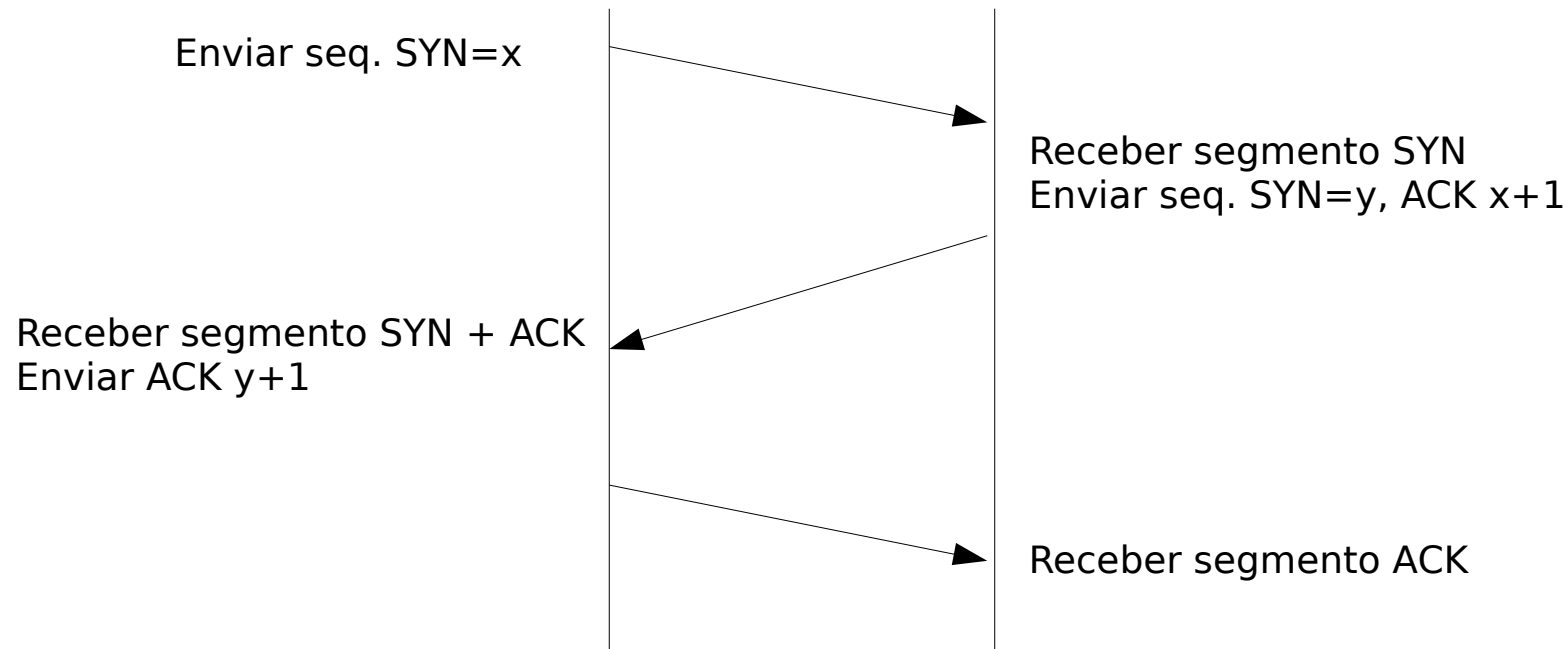 Enviar seq. SYN=x
Receber segmento SYN
Enviar seq. SYN=y, ACK x+1
Receber segmento SYN + ACK
Enviar ACK y+1
Receber segmento ACK